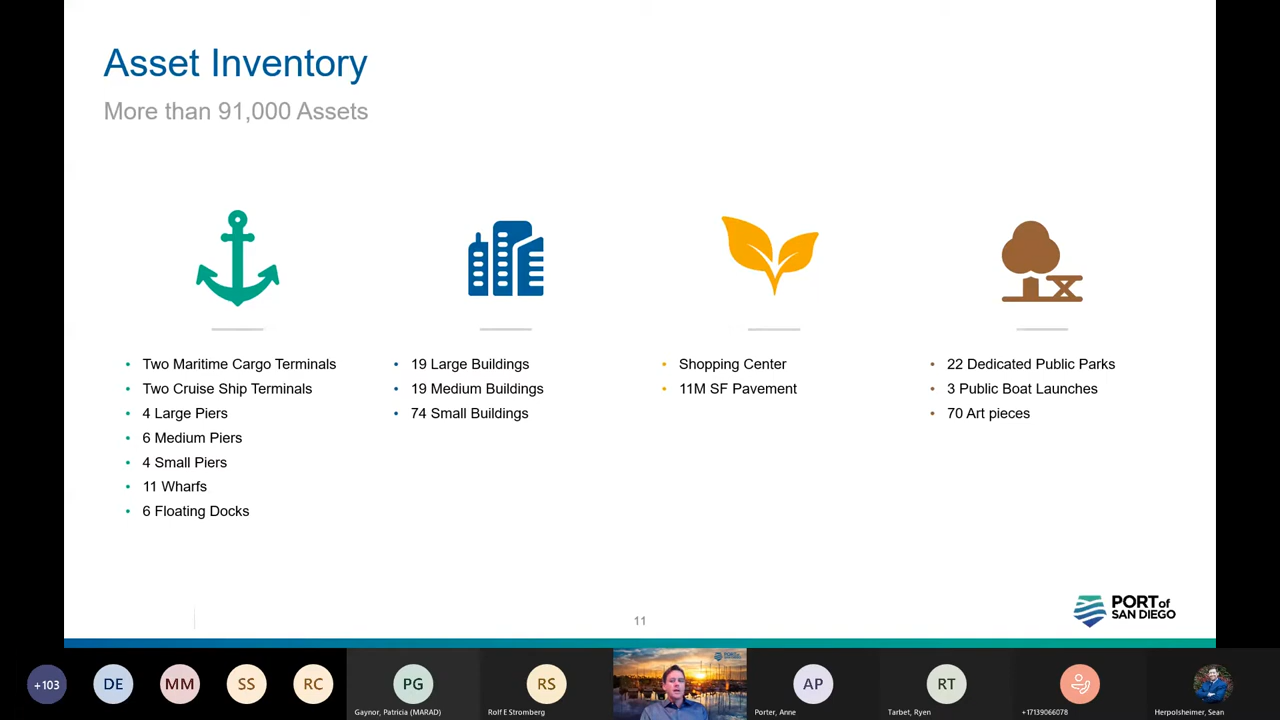 Asset Inventory
More than 91,000 Assets
• Two Maritime Cargo Terminals
• Two Cruise Ship Terminals
• 4 Large Piers
• 6 Medium Piers
• 4 Small Piers
• 11 Wharfs
• 6 Floating Docks
• 19 Large Buildings
• 19 Medium Buildings
• 74 Small Buildings
• Shopping Center
• 11M SF Pavement
• 22 Dedicated Public Parks
• 3 Public Boat Launches
• 70 Art pieces
11
PORT of
SAN DIEGO
+103
DE
MM
SS
RC
PG
Gaynor, Patricia (MARAD)
RS
Rolf E Stromberg
PORT
AP
Porter, Anne
RT
Tarbet, Ryen
+17139066078
Herpolsheimer, Sean